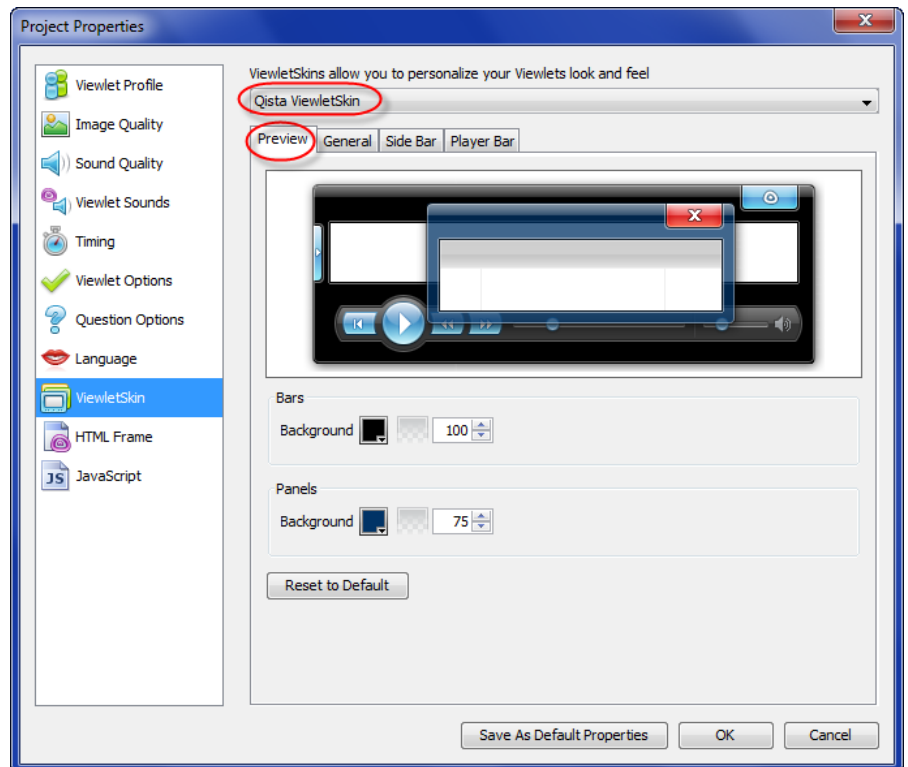 Project Properties
Viewlet Profile
Image Quality
Sound Quality
Viewlet Sounds
Timing
Viewlet Options
Question Options
Language
ViewletSkin
HTML Frame
JS JavaScript
ViewletSkins allow you to personalize your Viewlets look and feel
Qista ViewletSkin
Preview General Side Bar Player Bar
Bars
Background 100
Panels
Background 75
Reset to Default
Save As Default Properties OK Cancel